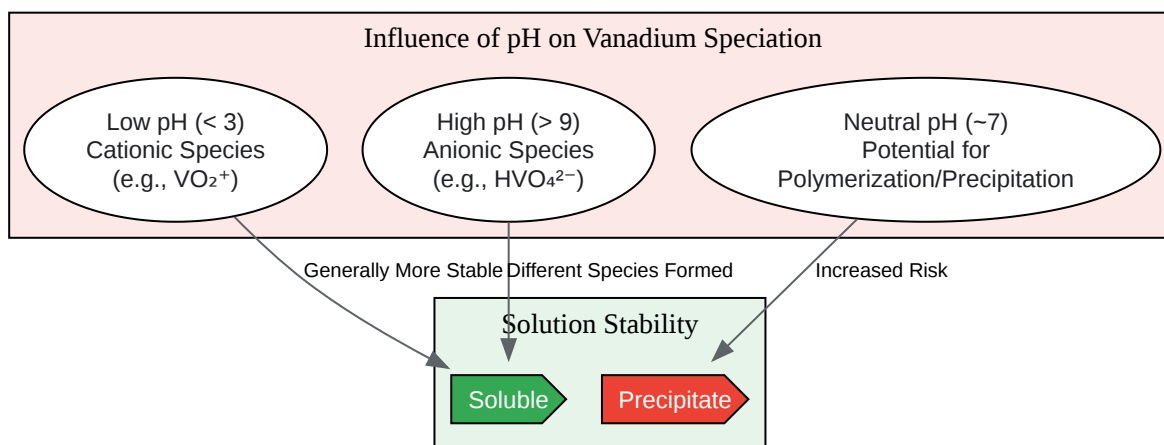 Influence of pH on Vanadium Speciation
Low pH (< 3)
Cationic Species
(e.g., VO₂⁺)
High pH (> 9)
Anionic Species
(e.g., HVO₄²⁻)
Neutral pH (~7)
Potential for
Polymerization/Precipitation
Generally More Stable
Different Species Formed
Increased Risk
Solution Stability
Soluble
Precipitate